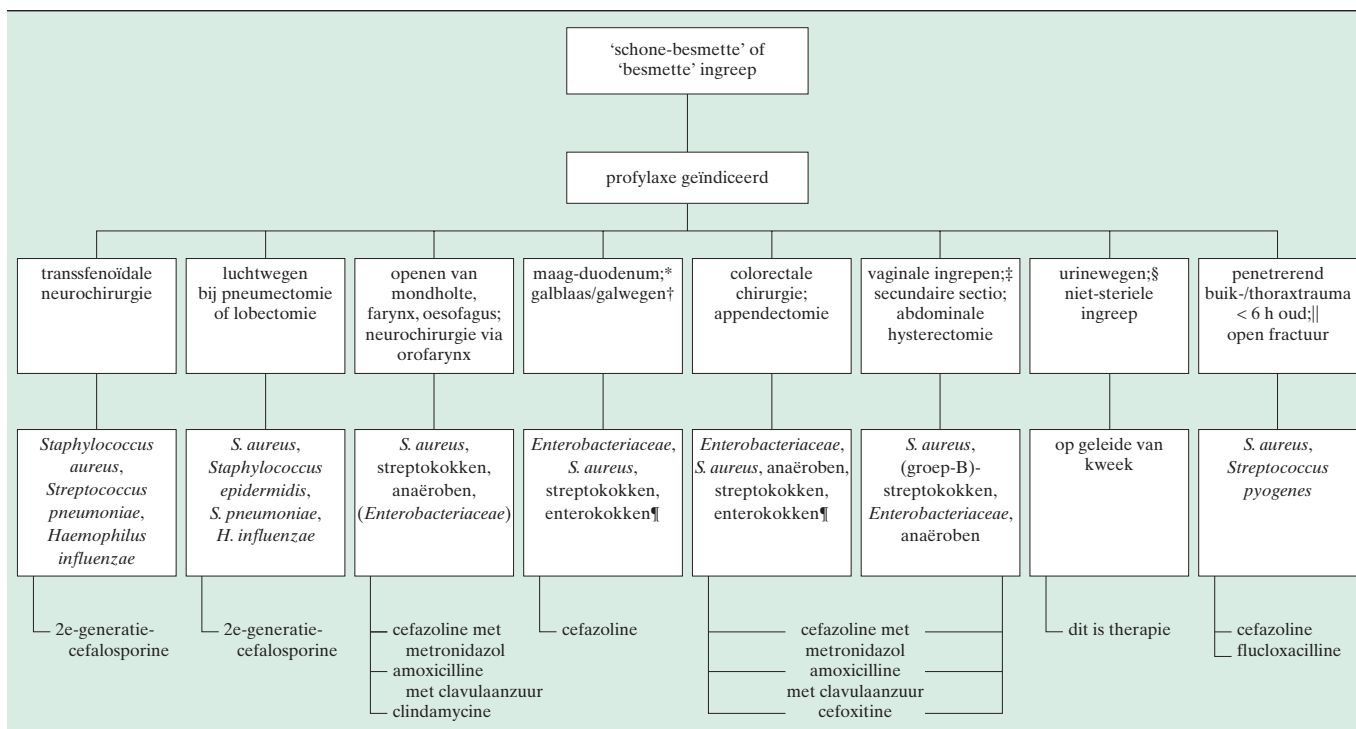 ‘schone-besmette’ of
‘besmette’ ingreep
profylaxe geïndiceerd
transsfenoïdale
neurochirurgie
luchtwegen
bij pneumectomie
of lobectomie
openen van
mondholte,
farynx, oesofagus;
neurochirurgie via
orofarynx
maag-duodenum;*
galblaas/galwegen†
colorectale
chirurgie;
appendectomie
vaginale ingrepen;‡
secundaire sectio;
abdominale
hysterectomie
urinewegen;§
niet-steriele
ingreep
penetrerend
buik-/thoraxtrauma
< 6 h oud;||
open fractuur
Staphylococcus
aureus,
Streptococcus
pneumoniae,
Haemophilus
influenzae
S. aureus,
Staphylococcus
epidermidis,
S. pneumoniae,
H. influenzae
S. aureus,
streptokokken,
anaëroben,
(Enterobacteriaceae)
Enterobacteriaceae,
S. aureus,
streptokokken,
enterokokken¶
Enterobacteriaceae,
S. aureus, anaëroben,
streptokokken,
enterokokken¶
S. aureus,
(groep-B)-
streptokokken,
Enterobacteriaceae,
anaëroben
op geleide van
kweek
S. aureus,
Streptococcus
pyogenes
2e-generatie-
cefalosporine
2e-generatie-
cefalosporine
cefazoline met
metronidazol
amoxicilline
met clavulaanzuur
clindamycine
cefazoline
cefazoline met
metronidazol
amoxicilline
met clavulaanzuur
cefoxitine
dit is therapie
cefazoline
flucloxacilline